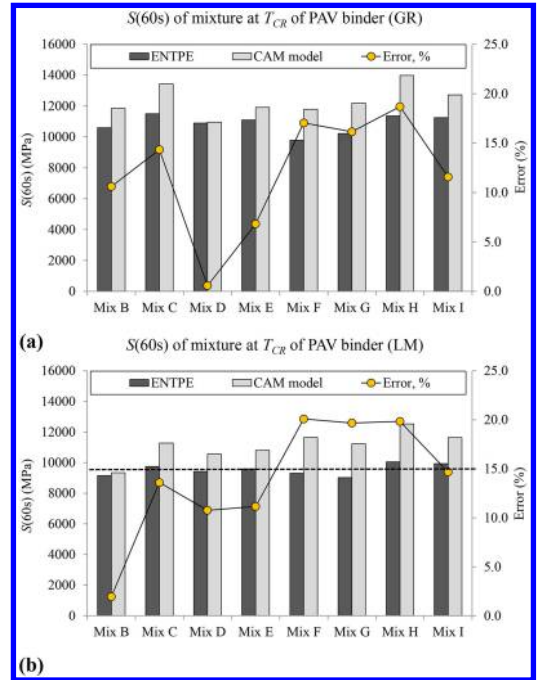 S(60s) of mixture at TCR of PAV binder (GR)
ENTPE CAM model Error, %
16000 25.0
14000
12000 20.0
10000 15.0
8000
6000 10.0
4000 5.0
2000
0 0.0
S(60s) (MPa)
Error (%)
Mix B Mix C Mix D Mix E Mix F Mix G Mix H Mix I
(a)
S(60s) of mixture at TCR of PAV binder (LM)
ENTPE CAM model Error, %
16000 25.0
14000
12000 20.0
10000 15.0
8000
6000 10.0
4000 5.0
2000
0 0.0
S(60s) (MPa)
Error (%)
Mix B Mix C Mix D Mix E Mix F Mix G Mix H Mix I
(b)